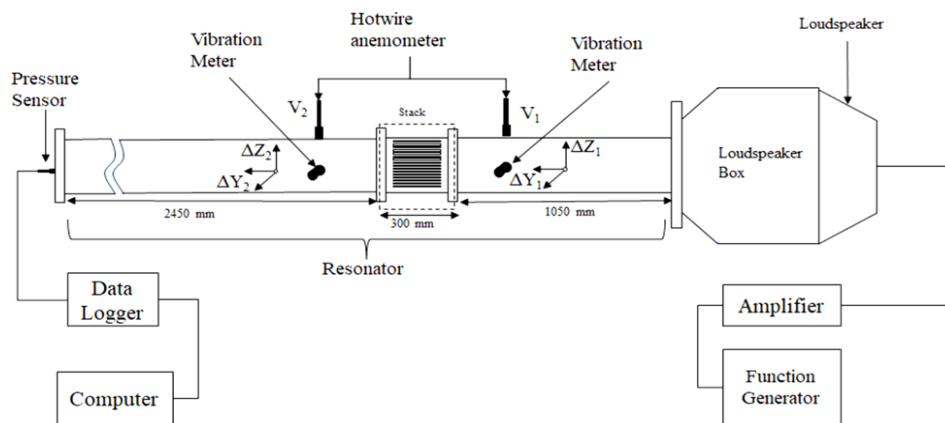 Hotwire
anemometer
Loudspeaker
Vibration
Meter
Vibration
Meter
Pressure
Sensor
V2
V1
Stack
Loudspeaker
Box
ΔZ2
ΔY2
ΔZ1
ΔY1
2450 mm
300 mm
1050 mm
Resonator
Data
Logger
Amplifier
Computer
Function
Generator